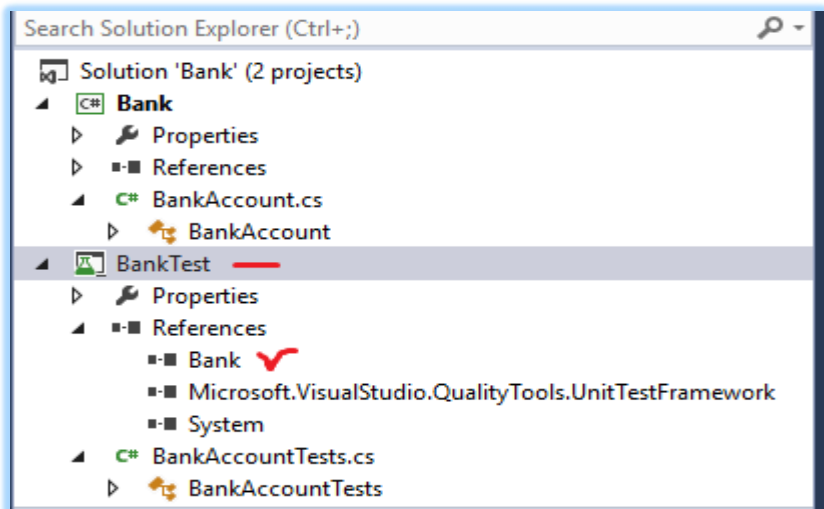 Search Solution Explorer (Ctrl+;)
Solution 'Bank' (2 projects)
C# Bank
Properties
References
C# BankAccount.cs
BankAccount
BankTest
Properties
References
Bank
Microsoft.VisualStudio.QualityTools.UnitTestFramework
System
C# BankAccountTests.cs
BankAccountTests